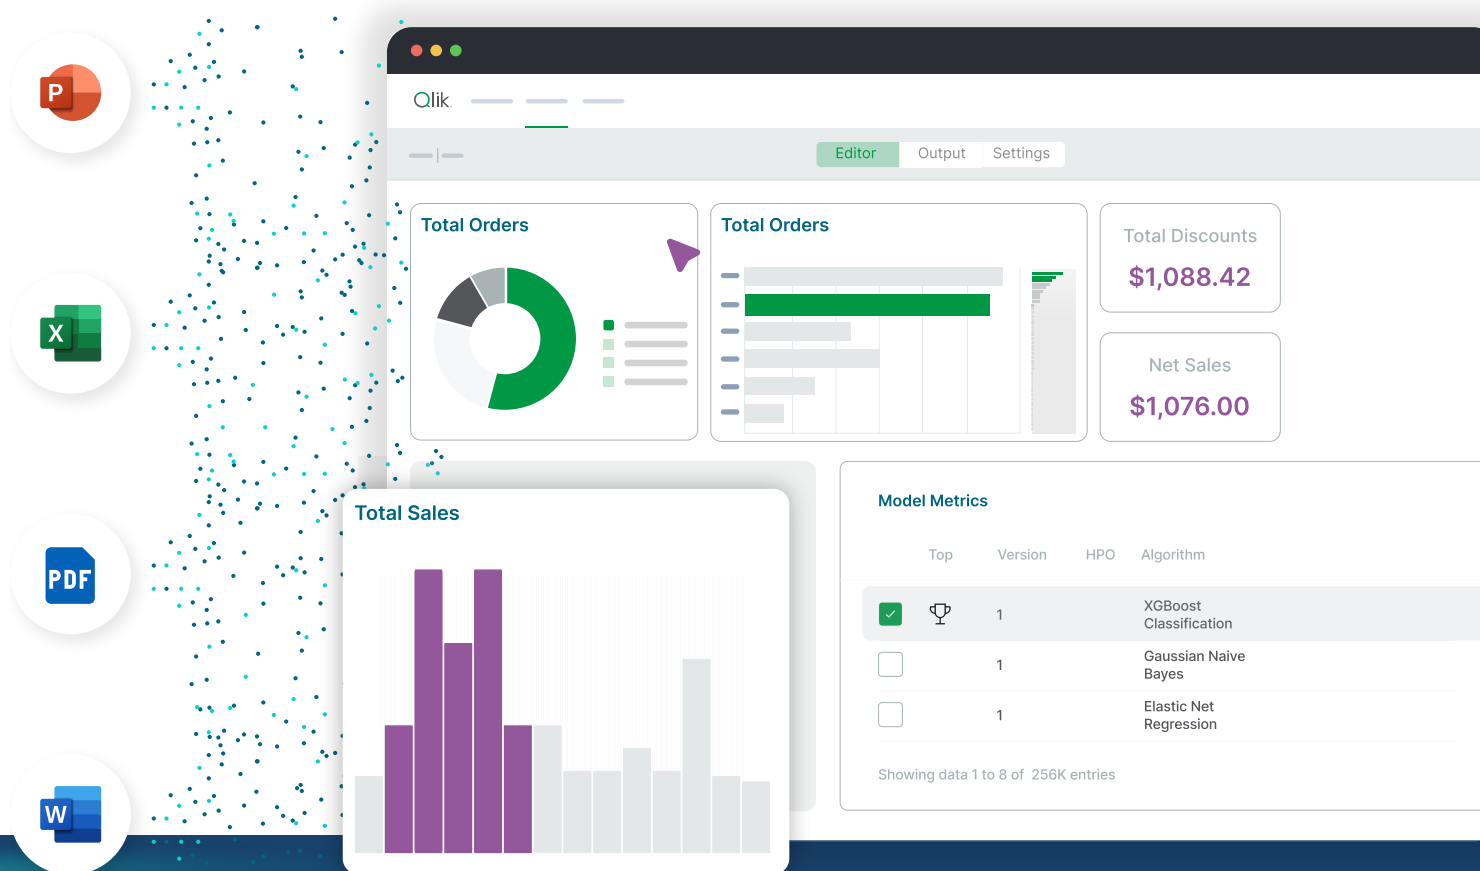 P
X
PDF
W
Qlik
Editor
Output
Settings
Total Orders
Total Orders
Total Discounts
$1,088.42
Net Sales
$1,076.00
Total Sales
Model Metrics
Top Version HPO Algorithm
1 XGBoost
Classification
1 Gaussian Naive
Bayes
1 Elastic Net
Regression
Showing data 1 to 8 of 256K entries